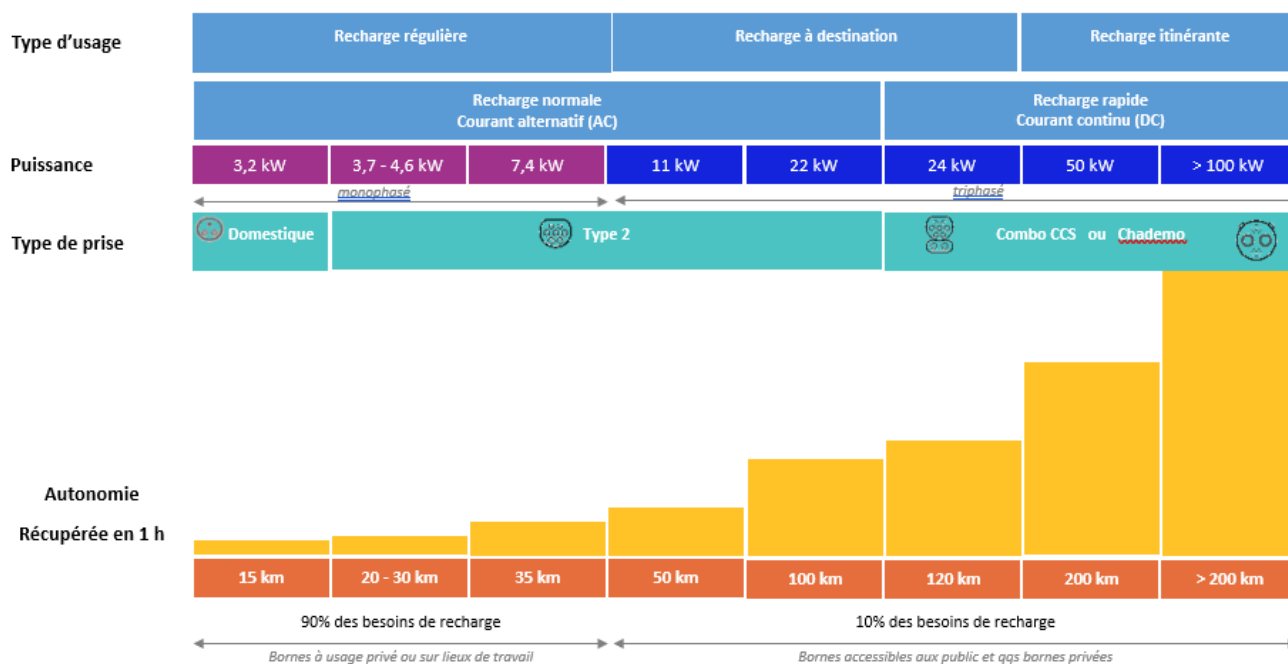 Type d'usage
Recharge régulière
Recharge à destination
Recharge itinérante
Recharge normale
Courant alternatif (AC)
Recharge rapide
Courant continu (DC)
Puissance
3,2 kW
3,7 - 4,6 kW
7,4 kW
11 kW
22 kW
24 kW
50 kW
> 100 kW
monophasé
triphasé
Type de prise
Domestique
Type 2
Combo CCS ou Chademo
Autonomie
Récupérée en 1 h
15 km
20 - 30 km
35 km
50 km
100 km
120 km
200 km
> 200 km
90% des besoins de recharge
10% des besoins de recharge
Bornes à usage privé ou sur lieux de travail
Bornes accessibles aux public et qqs bornes privées